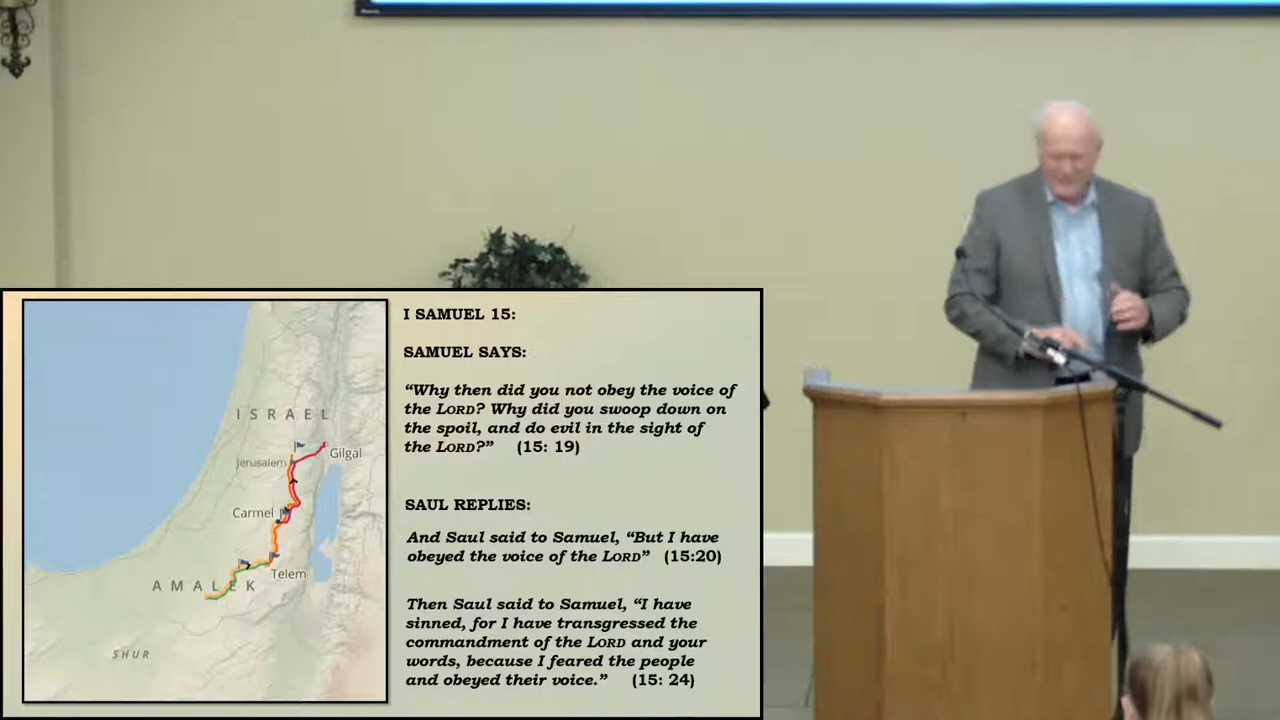 I SAMUEL 15:
SAMUEL SAYS:
“Why then did you not obey the voice of
the LORD? Why did you swoop down on
the spoil, and do evil in the sight of
the LORD?” (15: 19)
SAUL REPLIES:
And Saul said to Samuel, “But I have
obeyed the voice of the LORD” (15:20)
Then Saul said to Samuel, “I have
sinned, for I have transgressed the
commandment of the LORD and your
words, because I feared the people
and obeyed their voice.” (15: 24)
ISRAEL
Gilgal
Jerusalem
Carmel
Telem
AMALEK
SHUR